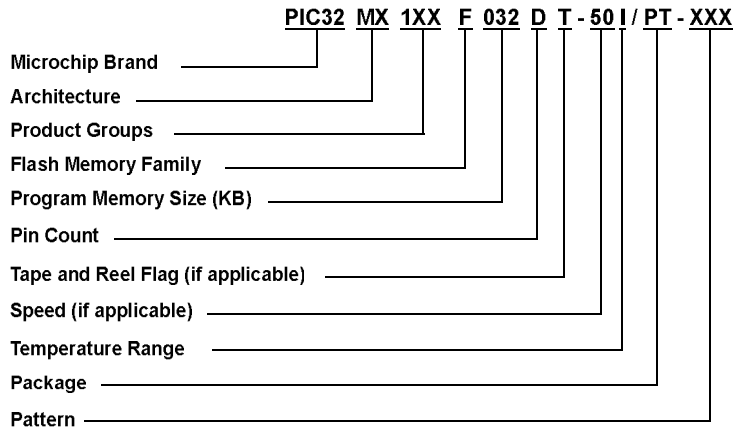 PIC32 MX 1XX F 032 D T - 50 I / PT - XXX
Microchip Brand
Architecture
Product Groups
Flash Memory Family
Program Memory Size (KB)
Pin Count
Tape and Reel Flag (if applicable)
Speed (if applicable)
Temperature Range
Package
Pattern